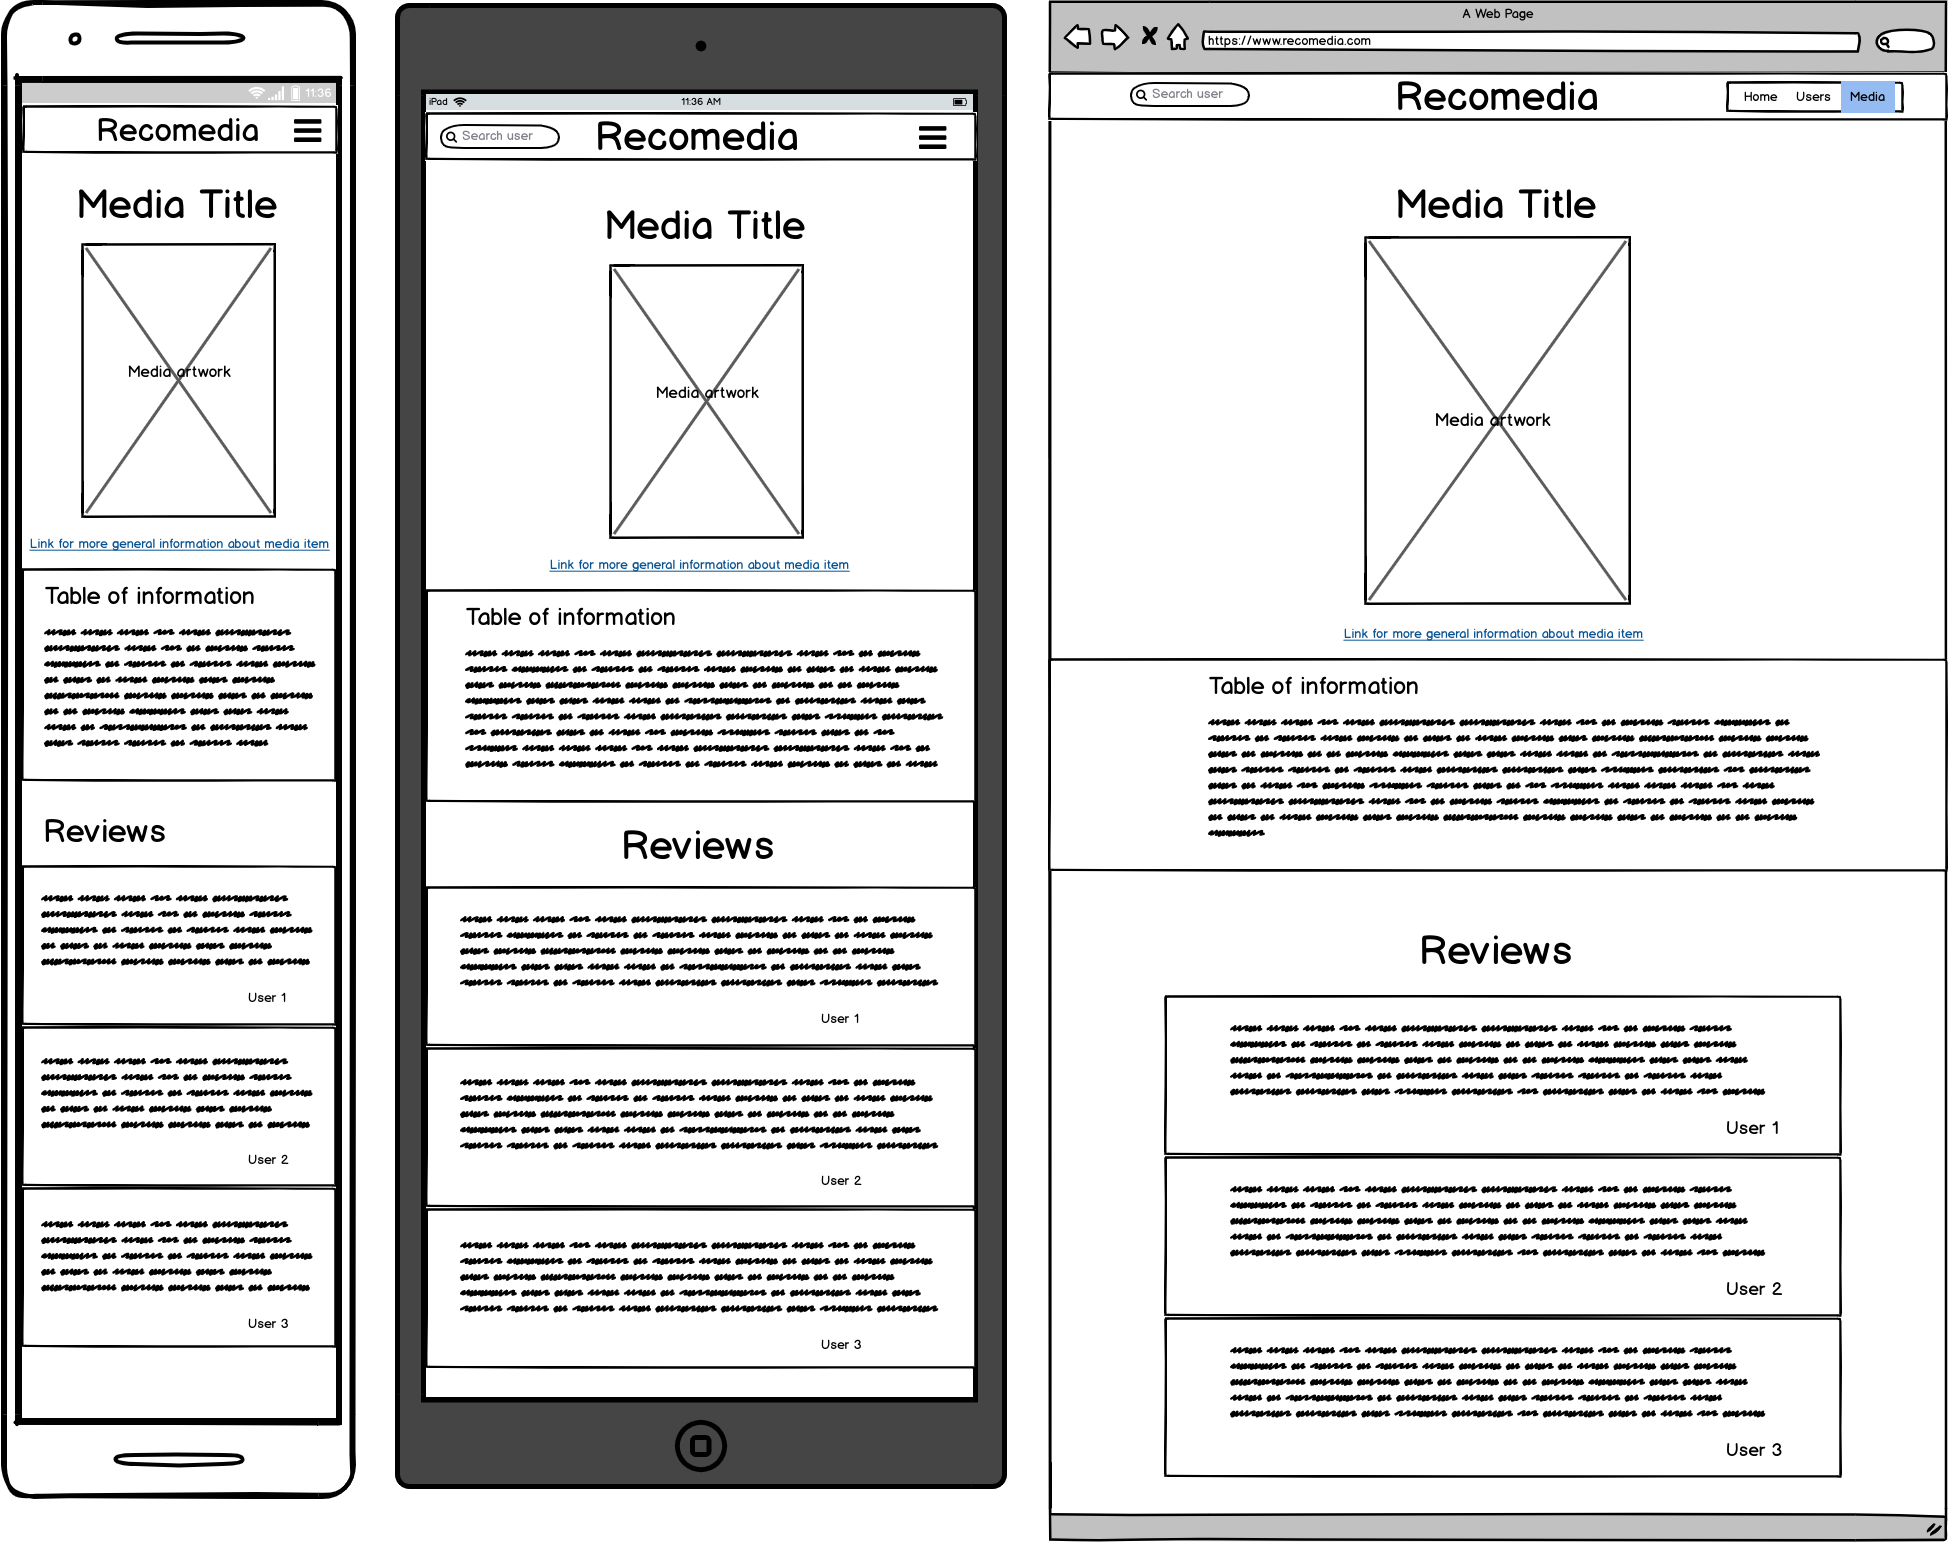 11:36
Recomedia
Media Title
Media artwork
Link for more general information about media item
Table of information
Reviews
User 1
User 2
User 3
iPad
11:36 AM
Search user
Recomedia
Media Title
Media artwork
Link for more general information about media item
Table of information
Reviews
User 1
User 2
User 3
A Web Page
https://www.recomedia.com
Search user
Recomedia
Home Users Media
Media Title
Media artwork
Link for more general information about media item
Table of information
Reviews
User 1
User 2
User 3